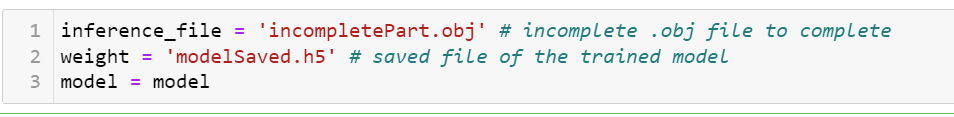 1 inference_file = 'incompletePart.obj' # incomplete .obj file to complete
2 weight = 'modelSaved.h5' # saved file of the trained model
3 model = model